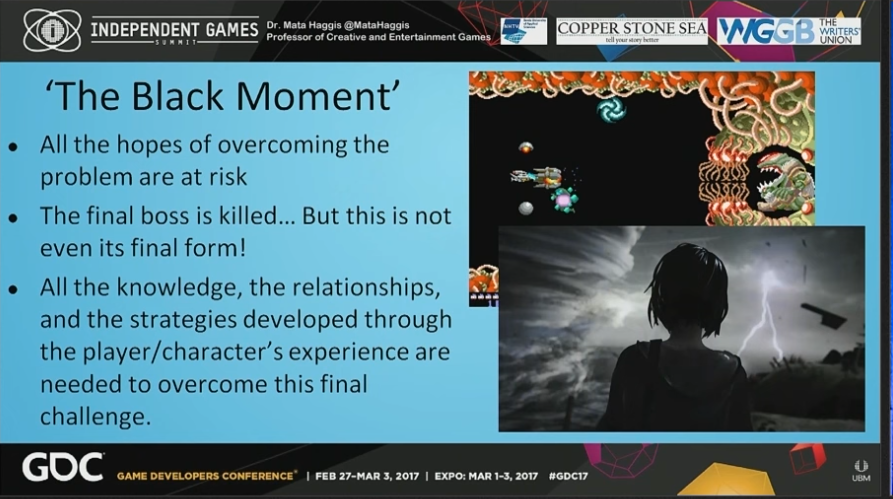 INDEPENDENT GAMES
SUMMIT
Dr. Mata Haggis @MataHaggis
Professor of Creative and Entertainment Games
NHTV
COPPER STONE SEA
tell your story better
WGGB THE WRITERS' UNION
'The Black Moment'
• All the hopes of overcoming the
problem are at risk
• The final boss is killed... But this is not
even its final form!
• All the knowledge, the relationships,
and the strategies developed through
the player/character's experience are
needed to overcome this final
challenge.
GDC GAME DEVELOPERS CONFERENCE® | FEB 27–MAR 3, 2017 | EXPO: MAR 1–3, 2017 #GDC17
UBM